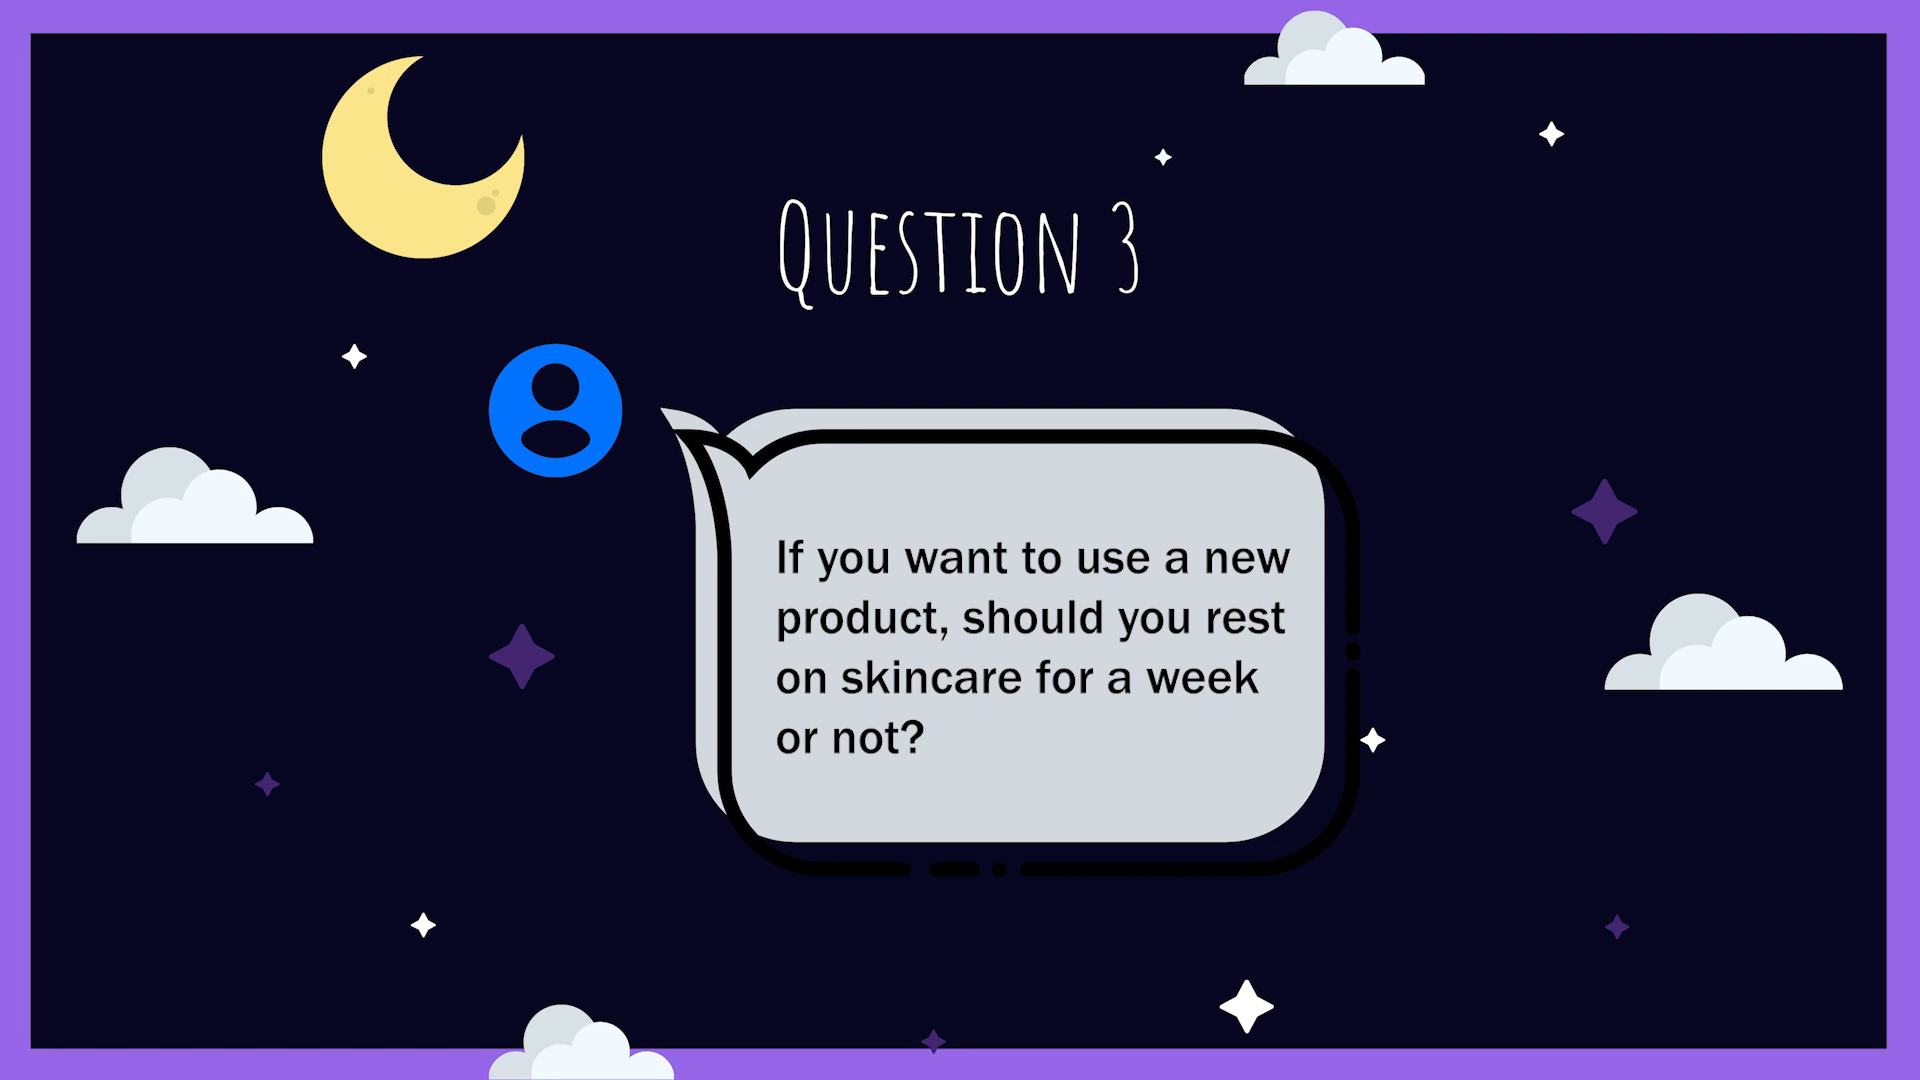 Question 3
If you want to use a new
product, should you rest
on skincare for a week
or not?